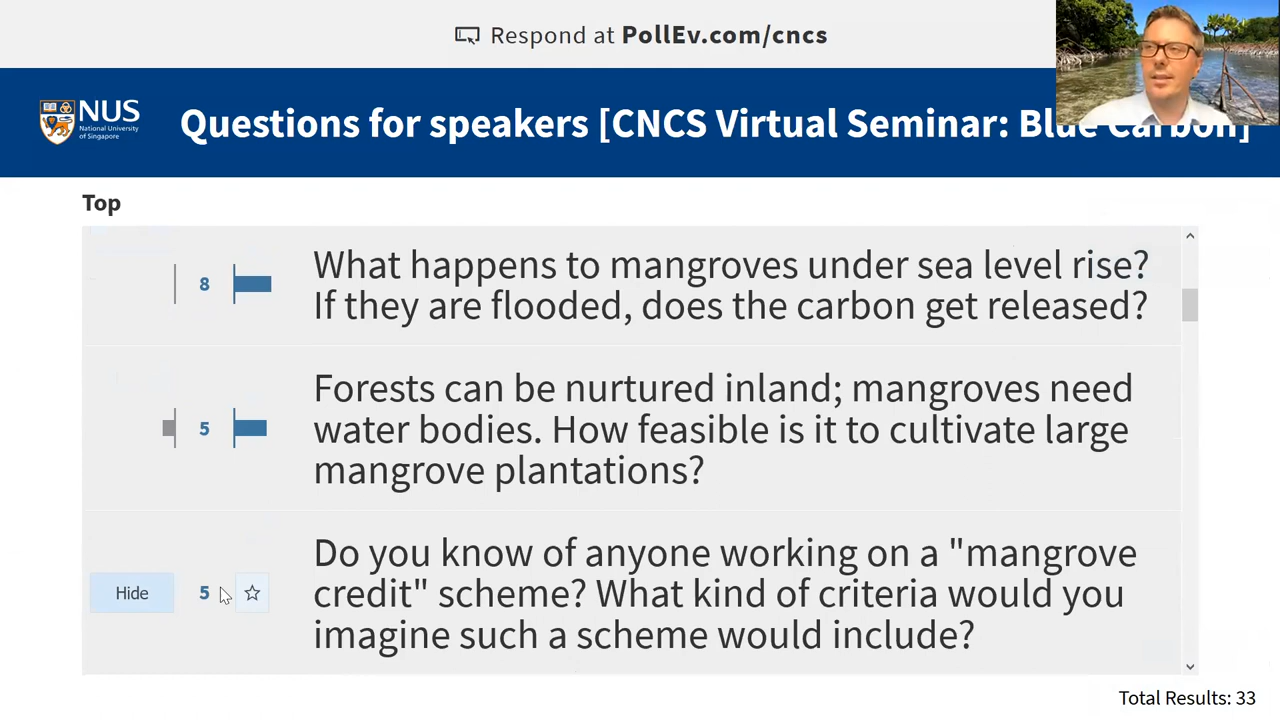 Respond at PollEv.com/cncs
NUS
National University
of Singapore
Questions for speakers [CNCS Virtual Seminar: Blue Carbon]
Top
8
What happens to mangroves under sea level rise?
If they are flooded, does the carbon get released?
5
Forests can be nurtured inland; mangroves need
water bodies. How feasible is it to cultivate large
mangrove plantations?
Hide
5
Do you know of anyone working on a "mangrove
credit" scheme? What kind of criteria would you
imagine such a scheme would include?
Total Results: 33